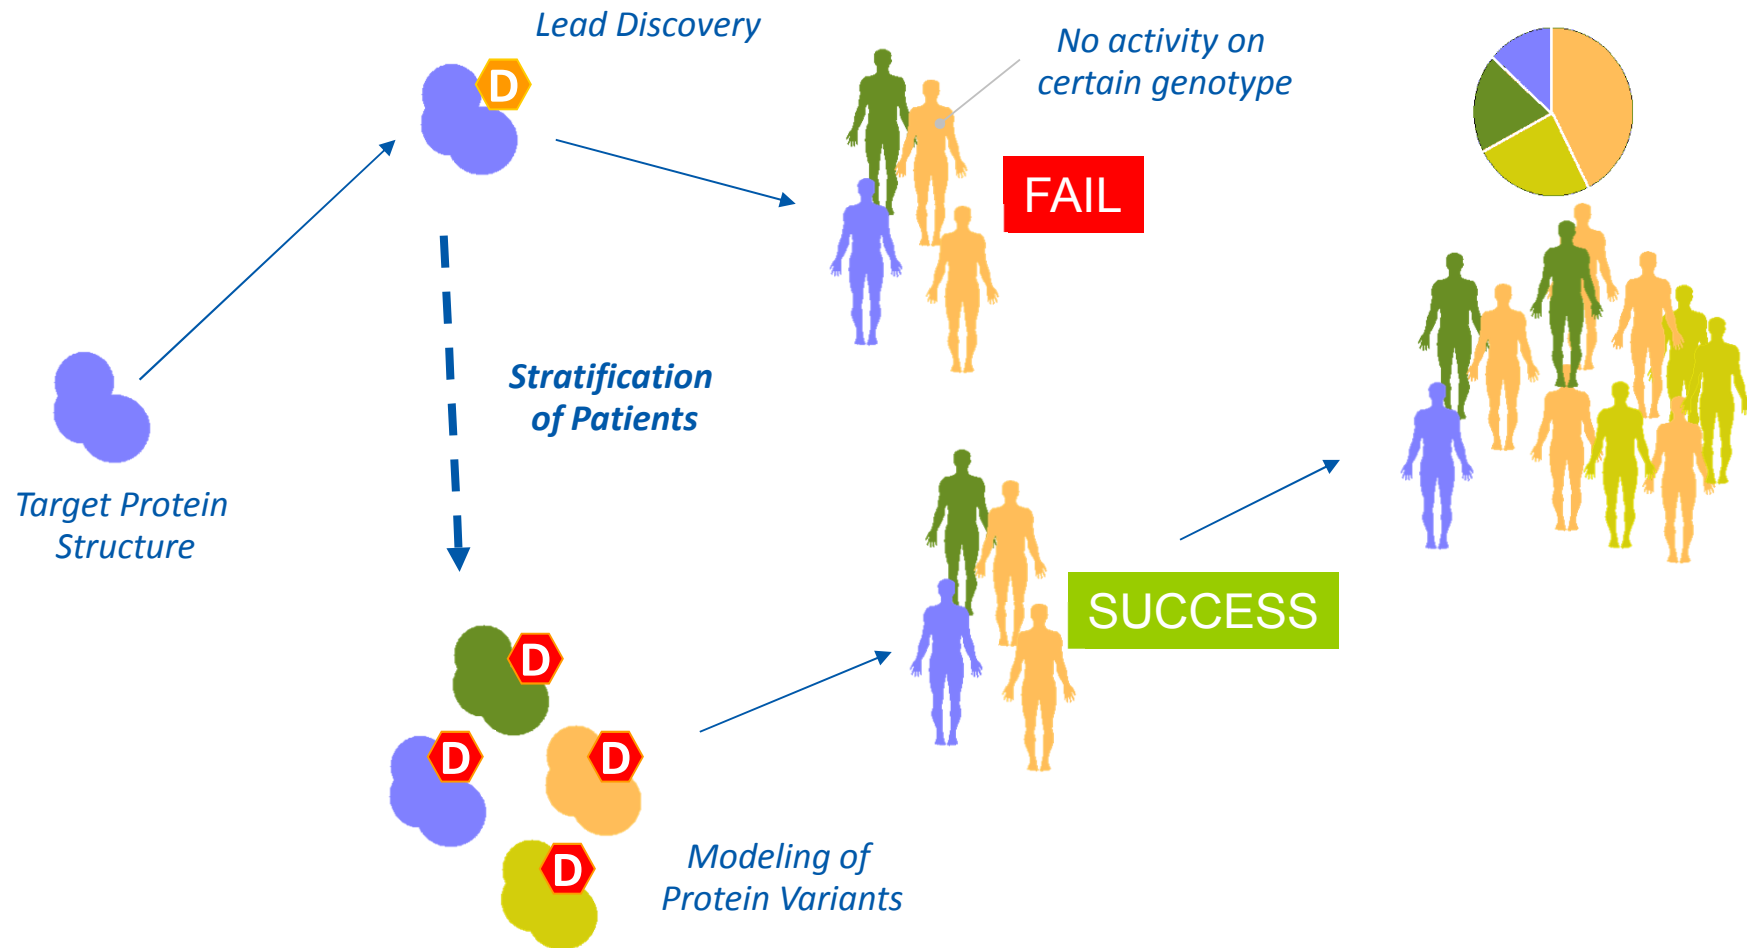 Lead Discovery
No activity on
certain genotype
D
FAIL
Stratification
of Patients
Target Protein
Structure
SUCCESS
D
D
D
D
Modeling of
Protein Variants